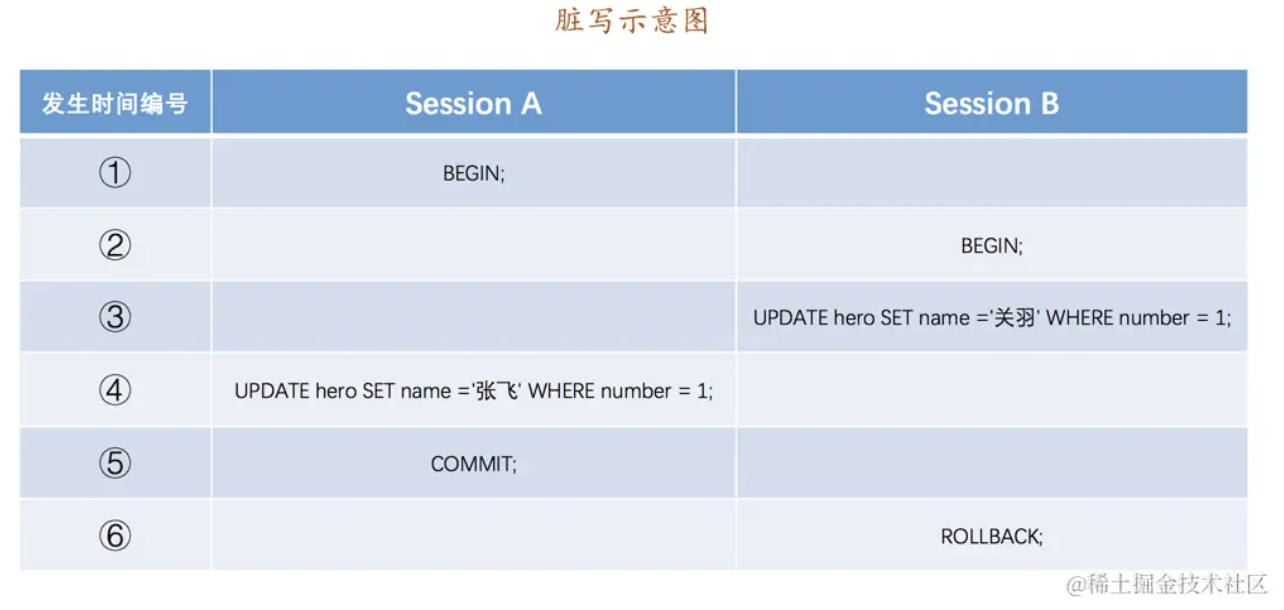 脏写示意图
发生时间编号 Session A Session B
① BEGIN;
② BEGIN;
③ UPDATE hero SET name ='关羽' WHERE number = 1;
④ UPDATE hero SET name ='张飞' WHERE number = 1;
⑤ COMMIT;
⑥ ROLLBACK;
@稀土掘金技术社区